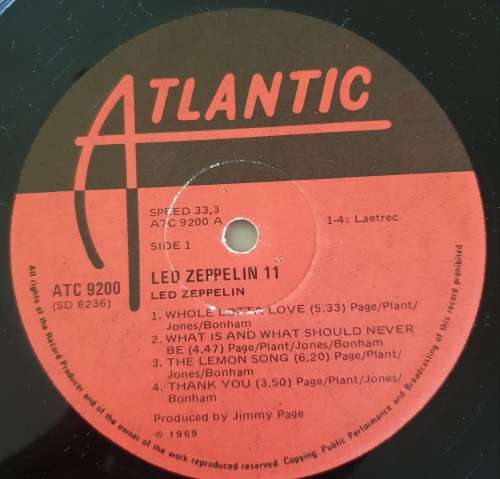 ATLANTIC
SPEED 33,3
ATC 9200 A
SIDE 1
1-4: Laetrec
ATC 9200
(SD 8236)
LED ZEPPELIN 11
LED ZEPPELIN
1. WHOLE LOTTA LOVE (5.33) Page/Plant/
Jones/Bonham
2. WHAT IS AND WHAT SHOULD NEVER
BE (4.47) Page/Plant/Jones/Bonham
3. THE LEMON SONG (6.20) Page/Plant/
Jones/Bonham
4. THANK YOU (3.50) Page/Plant/Jones/
Bonham
Produced by Jimmy Page
© 1969
All rights of the Record Producer and of the owner of the work reproduced reserved. Copying Public Performance and Broadcasting of this record prohibited